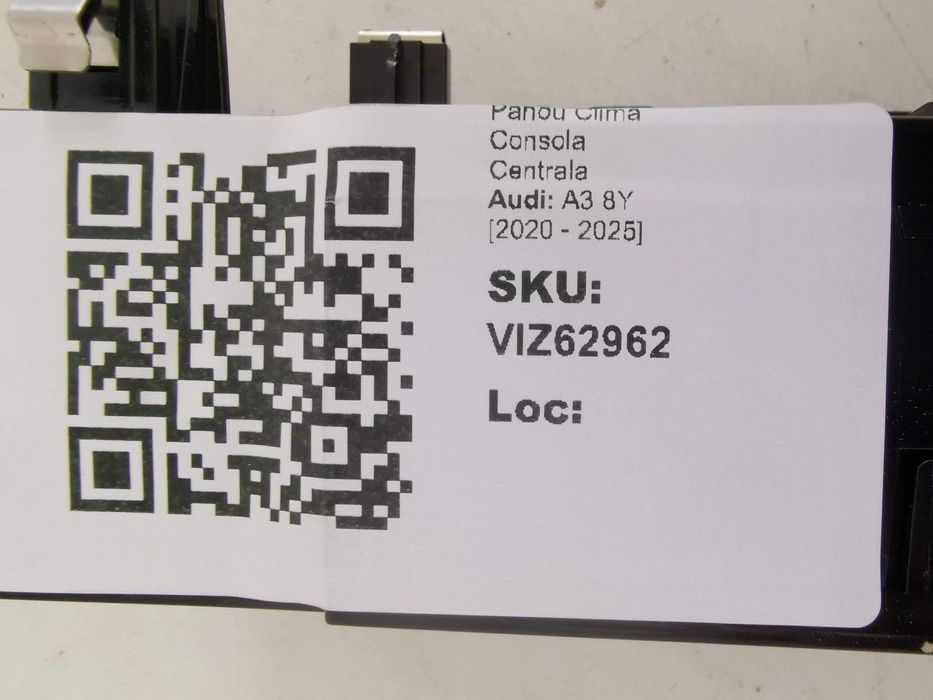 Panou Clima
Consola
Centrala
Audi: A3 8Y
[2020 - 2025]
SKU:
VIZ62962
Loc: